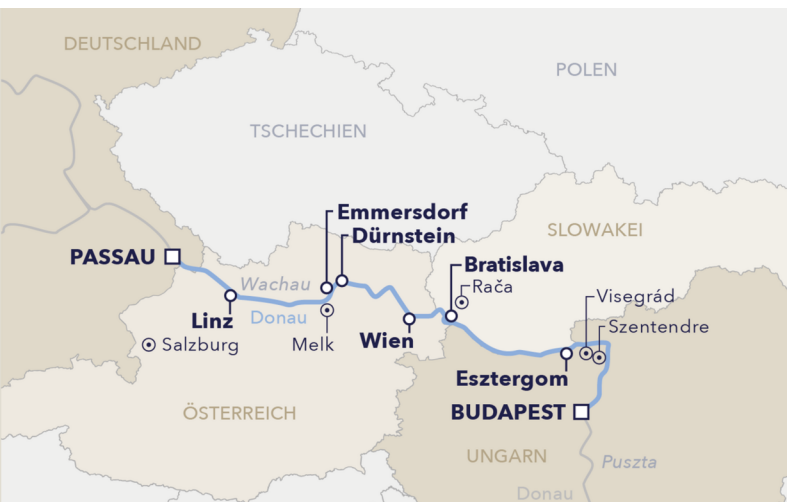 DEUTSCHLAND
POLEN
TSCHECHIEN
Emmersdorf
Dürnstein
SLOWAKEI
PASSAU
Bratislava
Wachau
Rača
Visegrád
Linz
Donau
Szentendre
Salzburg
Melk
Wien
Esztergom
ÖSTERREICH
BUDAPEST
UNGARN
Puszta
Donau